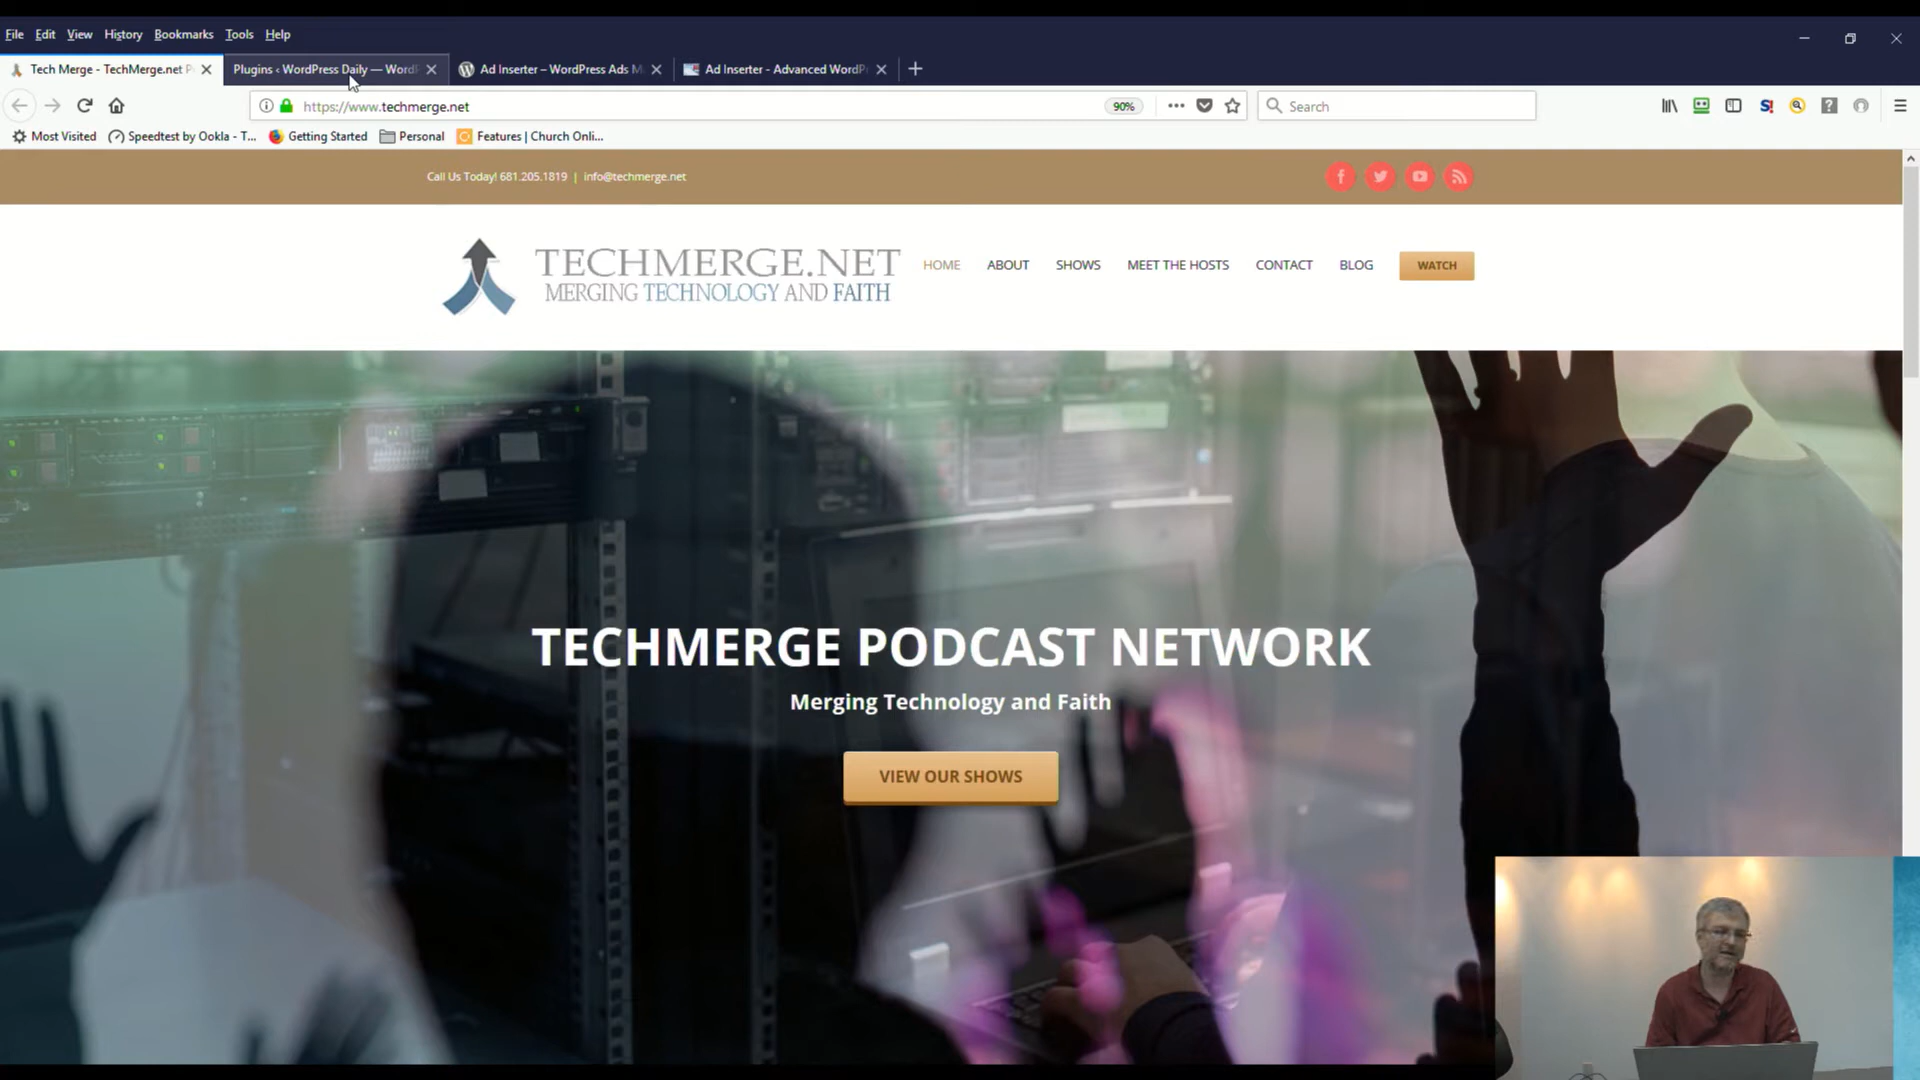 File Edit View History Bookmarks Tools Help
Tech Merge - TechMerge.net P
Plugins ‹ WordPress Daily — WordP
Ad Inserter – WordPress Ads M
Ad Inserter - Advanced WordP
https://www.techmerge.net
90%
Search
Most Visited
Speedtest by Ookla - T...
Getting Started
Personal
Features | Church Onli...
Call Us Today! 681.205.1819 | info@techmerge.net
TECHMERGE.NET
MERGING TECHNOLOGY AND FAITH
HOME ABOUT SHOWS MEET THE HOSTS CONTACT BLOG WATCH
TECHMERGE PODCAST NETWORK
Merging Technology and Faith
VIEW OUR SHOWS